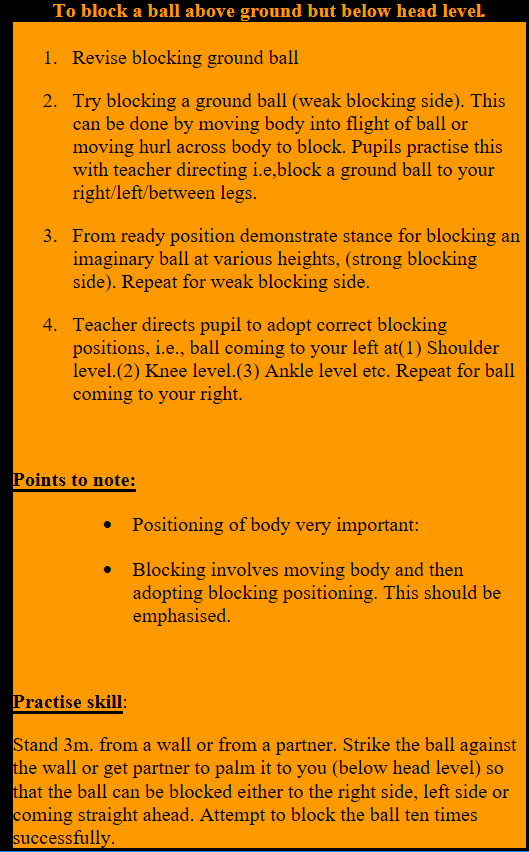 To block a ball above ground but below head level.
1. Revise blocking ground ball
2. Try blocking a ground ball (weak blocking side). This
can be done by moving body into flight of ball or
moving hurl across body to block. Pupils practise this
with teacher directing i.e,block a ground ball to your
right/left/between legs.
3. From ready position demonstrate stance for blocking an
imaginary ball at various heights, (strong blocking
side). Repeat for weak blocking side.
4. Teacher directs pupil to adopt correct blocking
positions, i.e., ball coming to your left at(1) Shoulder
level.(2) Knee level.(3) Ankle level etc. Repeat for ball
coming to your right.
Points to note:
• Positioning of body very important:
• Blocking involves moving body and then
adopting blocking positioning. This should be
emphasised.
Practise skill:
Stand 3m. from a wall or from a partner. Strike the ball against
the wall or get partner to palm it to you (below head level) so
that the ball can be blocked either to the right side, left side or
coming straight ahead. Attempt to block the ball ten times
successfully.